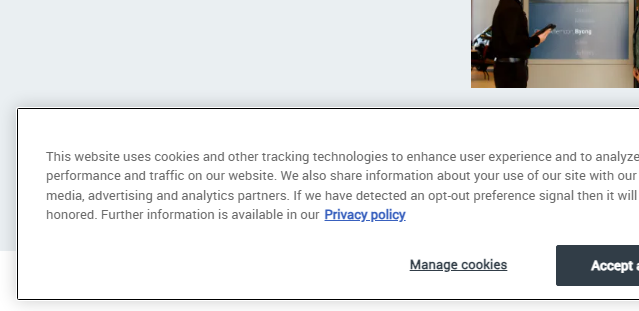 Byong
This website uses cookies and other tracking technologies to enhance user experience and to analyze
performance and traffic on our website. We also share information about your use of our site with our
media, advertising and analytics partners. If we have detected an opt-out preference signal then it will
honored. Further information is available in our Privacy policy
Manage cookies
Accept a